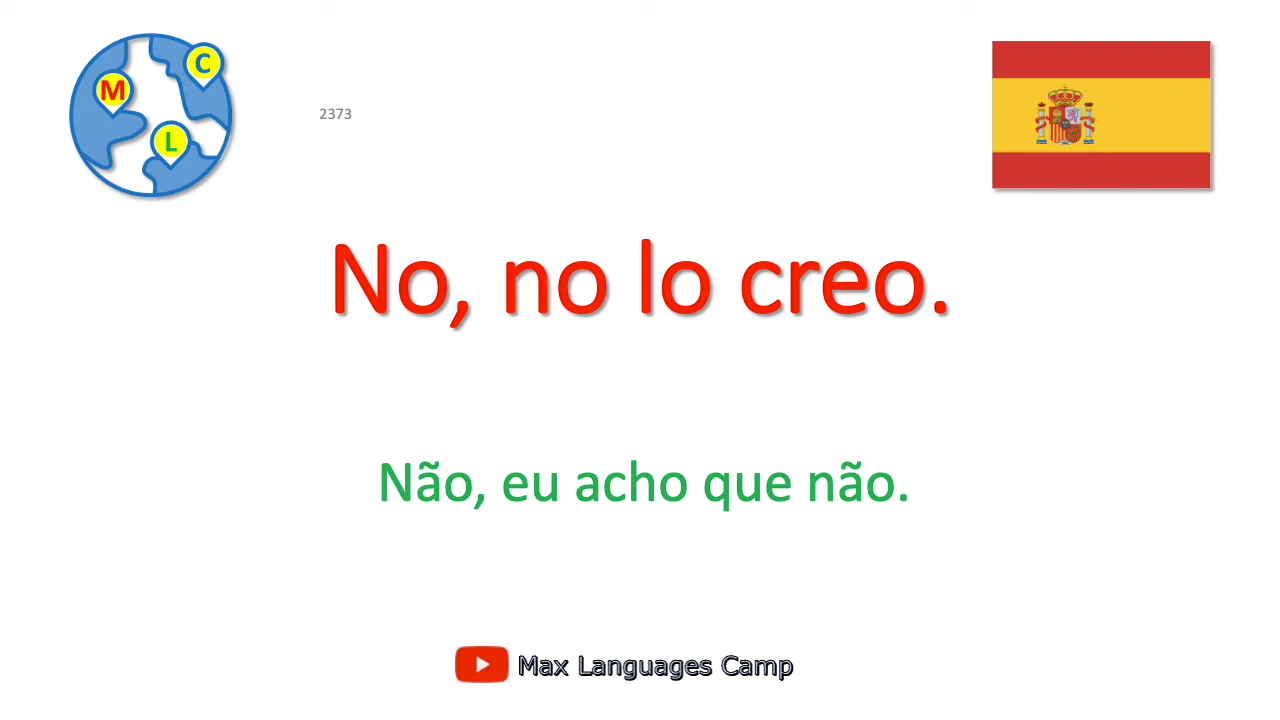 M
C
L
2373
No, no lo creo.
Não, eu acho que não.
Max Languages Camp